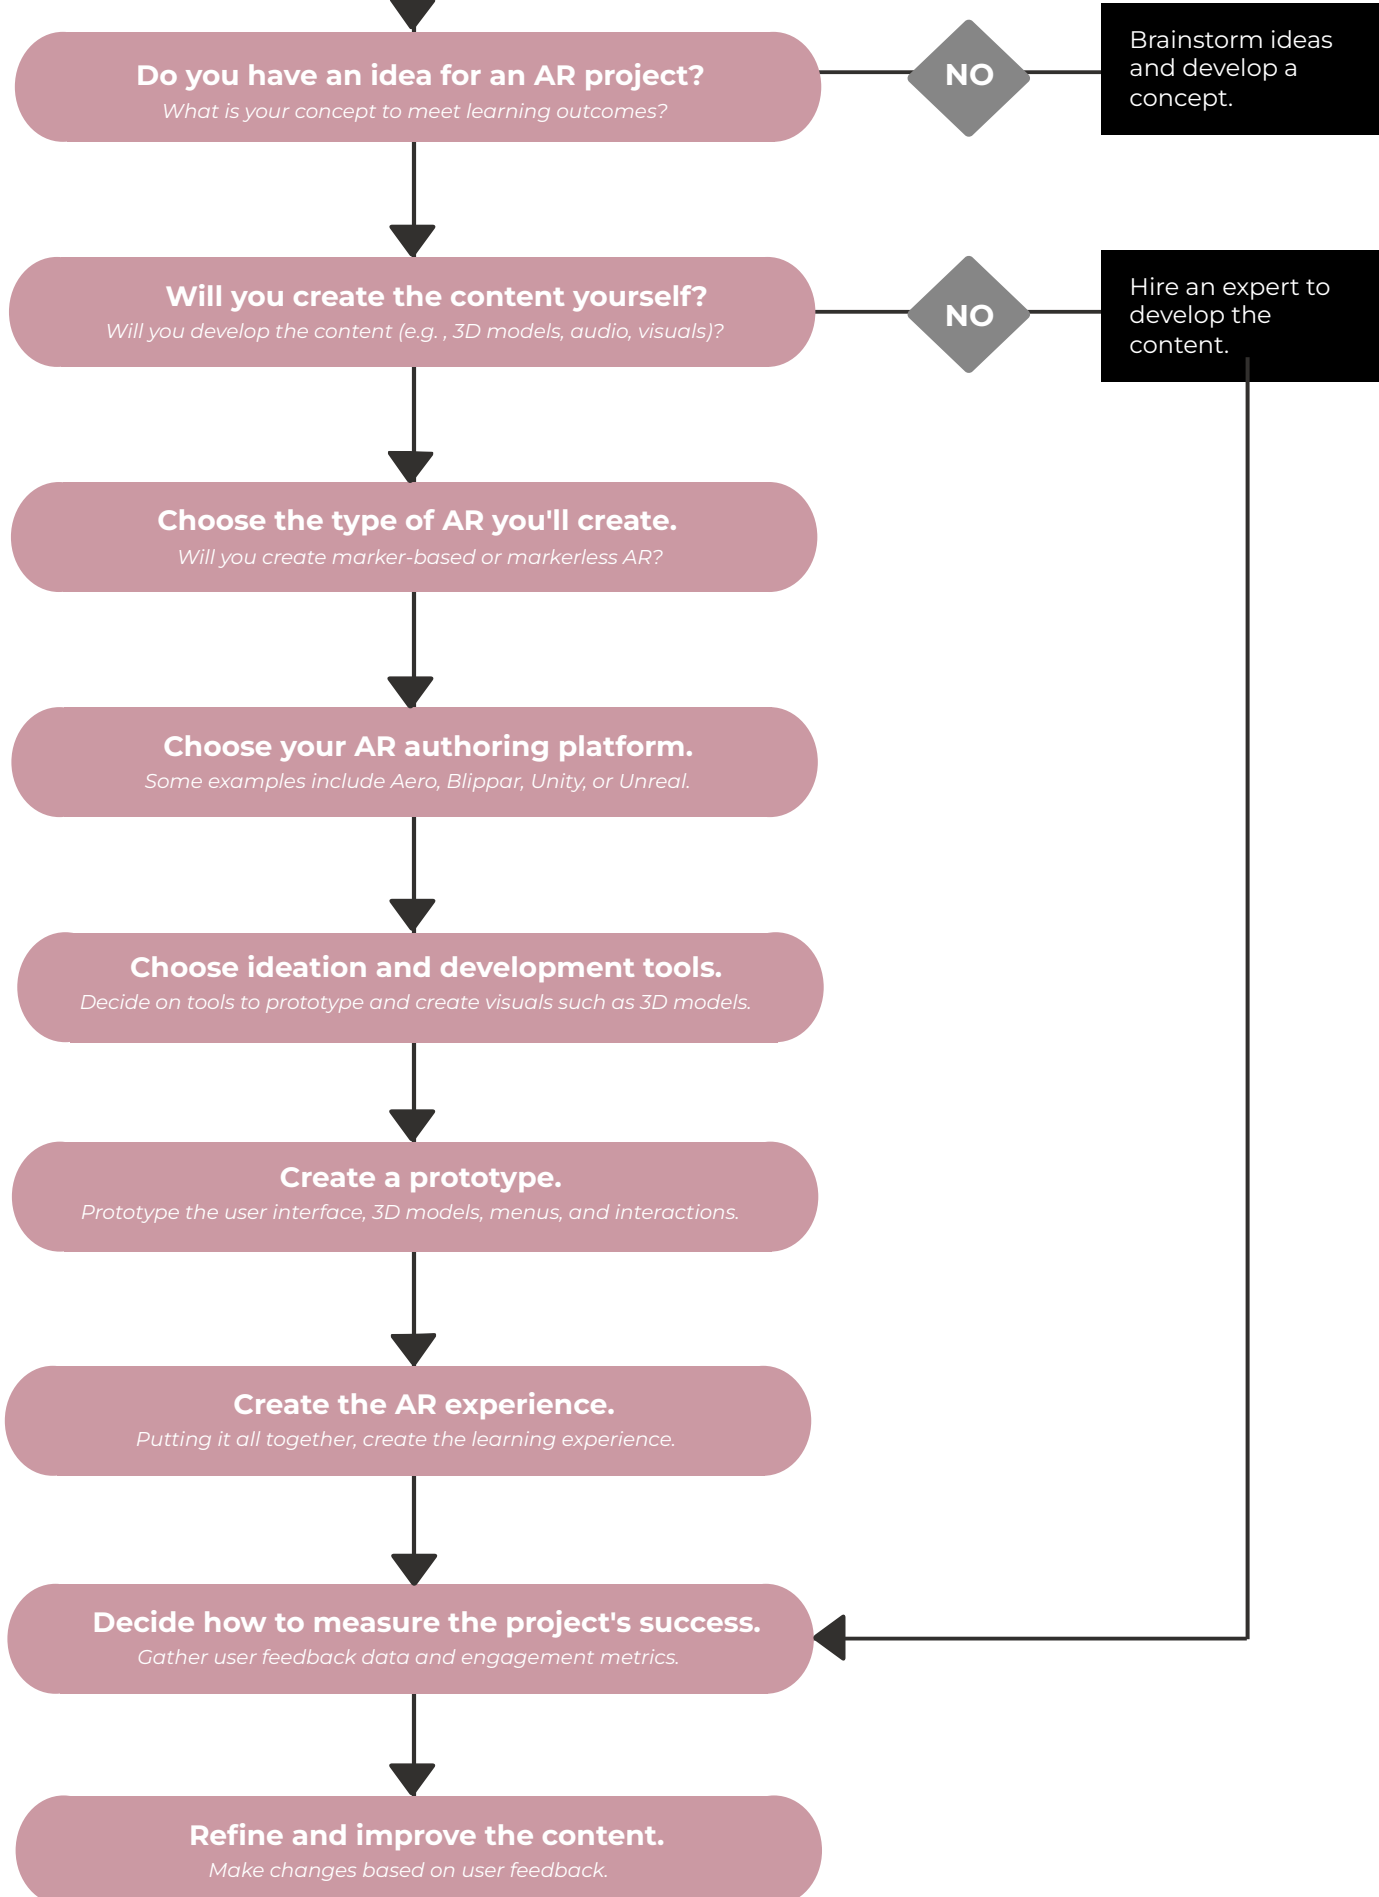 Do you have an idea for an AR project?
What is your concept to meet learning outcomes?
NO
Brainstorm ideas
and develop a
concept.
Will you create the content yourself?
Will you develop the content (e.g. , 3D models, audio, visuals)?
NO
Hire an expert to
develop the
content.
Choose the type of AR you'll create.
Will you create marker-based or markerless AR?
Choose your AR authoring platform.
Some examples include Aero, Blippar, Unity, or Unreal.
Choose ideation and development tools.
Decide on tools to prototype and create visuals such as 3D models.
Create a prototype.
Prototype the user interface, 3D models, menus, and interactions.
Create the AR experience.
Putting it all together, create the learning experience.
Decide how to measure the project's success.
Gather user feedback data and engagement metrics.
Refine and improve the content.
Make changes based on user feedback.